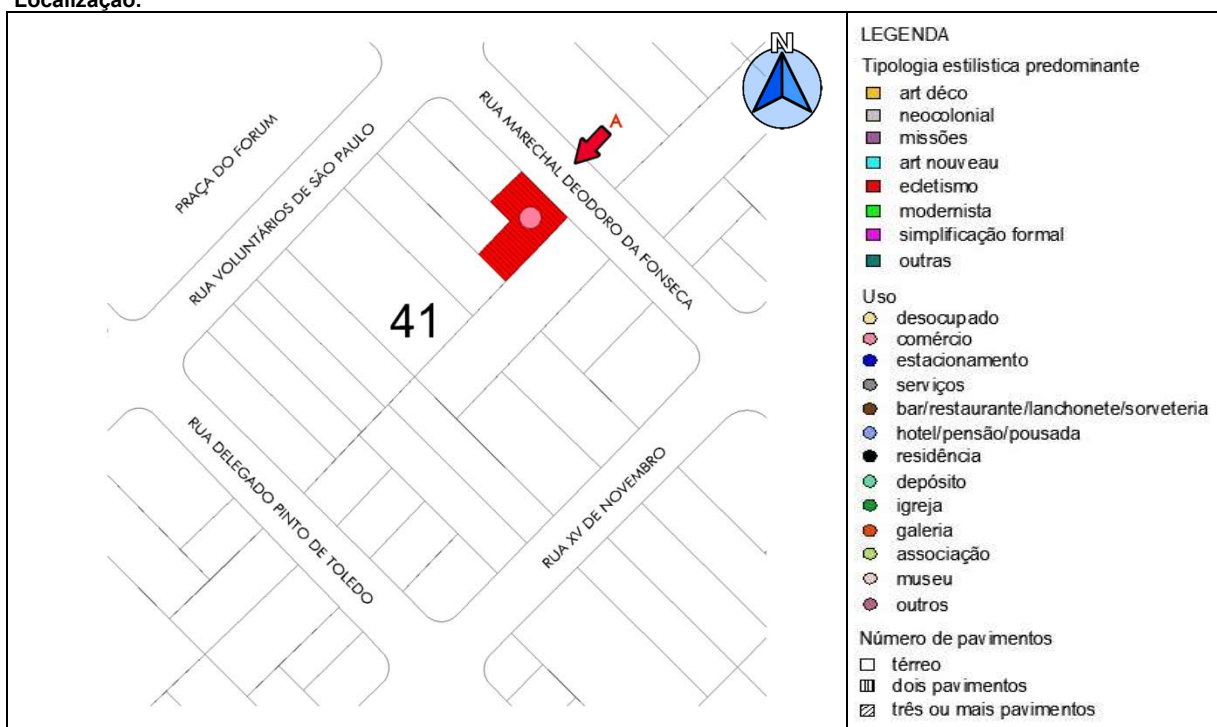 Localização:
N
A
RUA MARECHAL DEODORO DA FONSECA
PRAÇA DO FORUM
RUA VOLUNTÁRIOS DE SÃO PAULO
41
RUA DELEGADO PINTO DE TOLEDO
RUA XV DE NOVEMBRO
LEGENDA
Tipologia estilística predominante
art déco
neocolonial
missões
art nouveau
ecletismo
modernista
simplificação formal
outras
Uso
desocupado
comércio
estacionamento
serviços
bar/restaurante/lanchonete/sorveteria
hotel/pensão/pousada
residência
depósito
igreja
galeria
associação
museu
outros
Número de pavimentos
térreo
dois pavimentos
três ou mais pavimentos